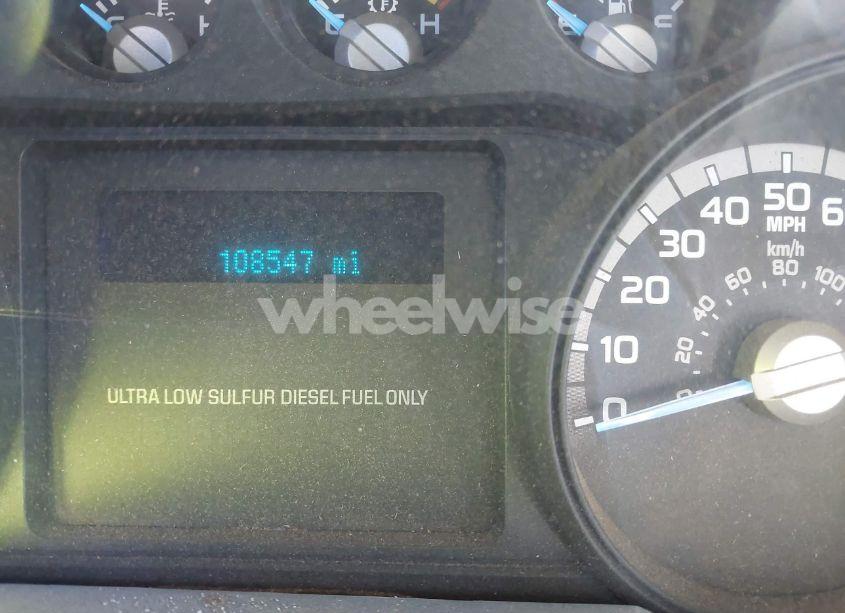 C H
C H
E
50
40 MPH 6
30 km/h
80
60 100
20 40
10 20
0
108547 mi
wheelwise
ULTRA LOW SULFUR DIESEL FUEL ONLY